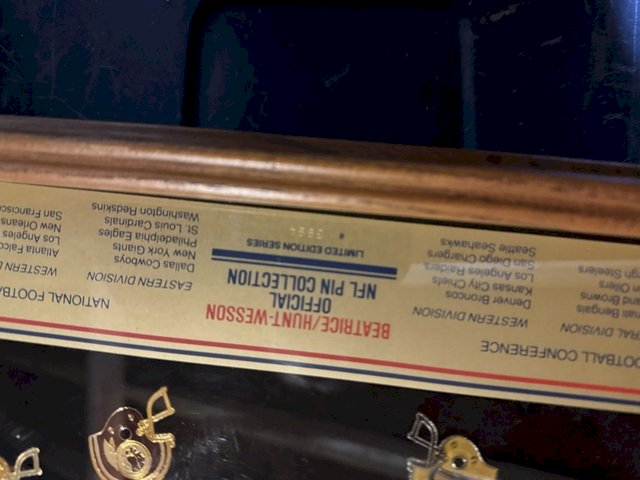 BEATRICE/HUNT-WESSON
OFFICIAL
NFL PIN COLLECTION
LIMITED EDITION SERIES
#
NATIONAL FOOTBA
EASTERN DIVISION
Dallas Cowboys
New York Giants
Philadelphia Eagles
St. Louis Cardinals
Washington Redskins
WESTERN D
Atlanta Falco
Los Angeles
New Orleans
San Francisc
OOTBALL CONFERENCE
RAL DIVISION
nati Bengals
and Browns
n Oilers
gh Steelers
WESTERN DIVISION
Denver Broncos
Kansas City Chiefs
Los Angeles Raiders
San Diego Chargers
Seattle Seahawks